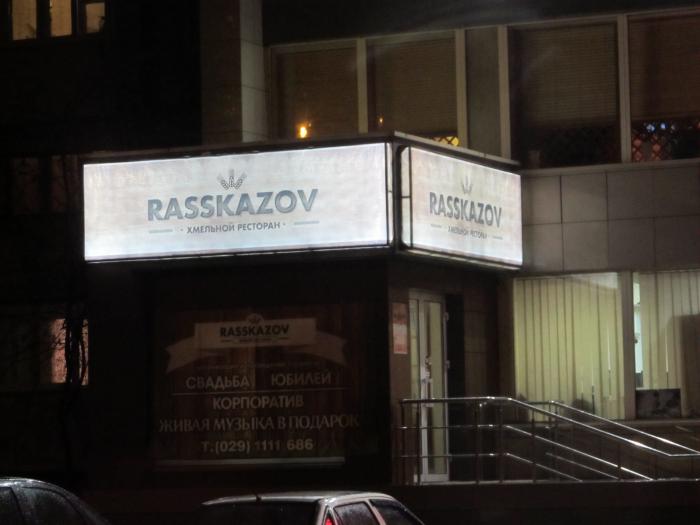 RASSKAZOV
· ХМЕЛЬНОЙ РЕСТОРАН ·
RASSKAZOV
· ХМЕЛЬНОЙ РЕСТОРАН
RASSKAZOV
СВАДЬБА ЮБИЛЕЙ
КОРПОРАТИВ
ЖИВАЯ МУЗЫКА В ПОДАРОК
Т.(029) 1111 686